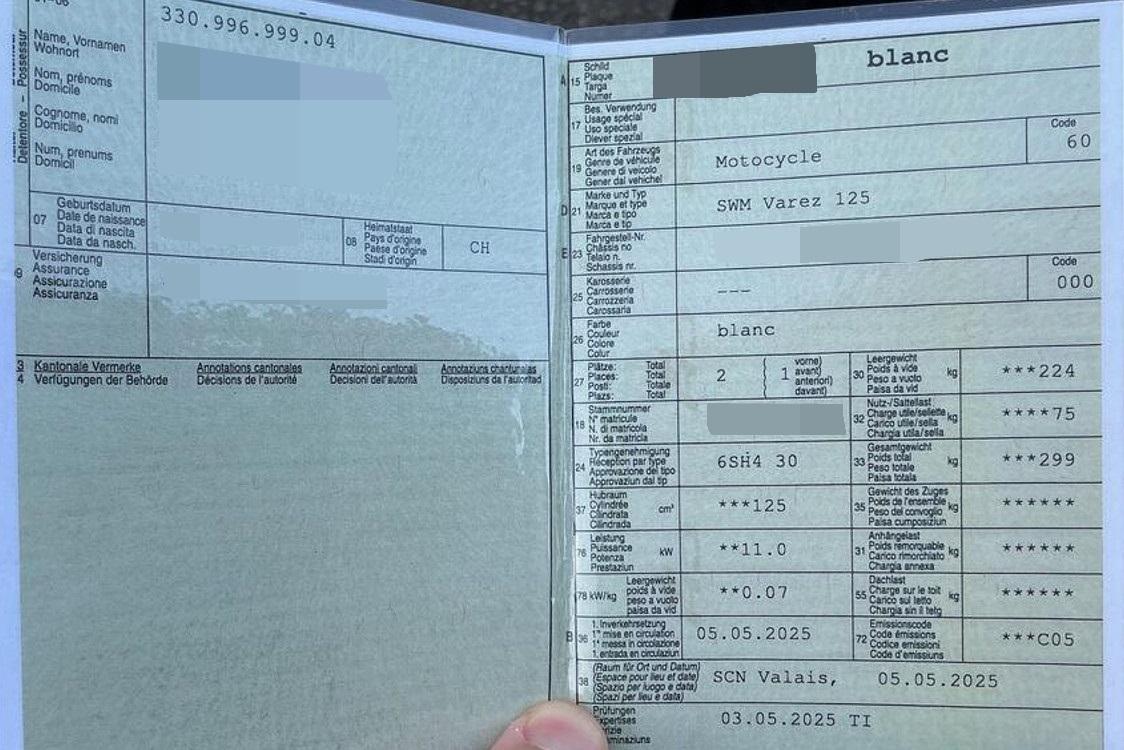 01-06
330.996.999.04
Detentore – Possessur
Name, Vornamen
Wohnort
Nom, prénoms
Domicile
Cognome, nomi
Domicilio
Num, prenums
Domicil
07
Geburtsdatum
Date de naissance
Data di nascita
Data da nasch.
08
Heimatstaat
Pays d'origine
Paese d'origine
Stadi d'origin
CH
9
Versicherung
Assurance
Assicurazione
Assicuranza
3
4
Kantonale Vermerke
Verfügungen der Behörde
Annotations cantonales
Décisions de l'autorité
Annotazioni cantonali
Decisioni dell'autorità
Annotaziuns chantunalas
Disposiziuns da l'autoritad
A 15
Schild
Plaque
Targa
Numer
blanc
17
Bes. Verwendung
Usage spécial
Uso speciale
Diever spezial
19
Art des Fahrzeugs
Genre de véhicule
Genere di veicolo
Gener dal vehichel
Motocycle
Code
60
D 21
Marke und Typ
Marque et type
Marca e tipo
Marca e tip
SWM Varez 125
E 23
Fahrgestell-Nr.
Châssis no
Telaio n.
Schassis nr.
25
Karosserie
Carrosserie
Carrozzeria
Carossaria
---
Code
000
26
Farbe
Couleur
Colore
Colur
blanc
27
Plätze: Total
Places: Total
Posti: Totale
Plazs: Total
2
( 1
vorne)
avant)
anteriori)
davant)
30
Leergewicht
Poids à vide
Peso a vuoto
Paisa da vid
kg
***224
18
Stammnummer
N° matricule
N. di matricola
Nr. da matricla
32
Nutz-/Sattellast
Charge utile/sellette
Carico utile/sella
Chargia utila/sella
kg
****75
24
Typengenehmigung
Réception par type
Approvazione del tipo
Approvaziun dal tip
6SH4 30
33
Gesamtgewicht
Poids total
Peso totale
Paisa totala
kg
***299
37
Hubraum
Cylindrée
Cilindrata
Cilindrada
cm³
***125
35
Gewicht des Zuges
Poids de l'ensemble
Peso del convoglio
Paisa cumposiziun
kg
******
76
Leistung
Puissance
Potenza
Prestaziun
kW
**11.0
31
Anhängelast
Poids remorquable
Carico rimorchiato
Chargia annexa
kg
******
78 kW/kg
Leergewicht
poids à vide
peso a vuoto
paisa da vid
**0.07
55
Dachlast
Charge sur le toit
Carico sul tetto
Chargia sin il tetg
kg
******
B 36
1. Inverkehrsetzung
1re mise en circulation
1a messa in circolazione
1. entrada en circulaziun
05.05.2025
72
Emissionscode
Code émissions
Codice emissioni
Code d'emissiuns
***C05
38
(Raum für Ort und Datum)
(Espace pour lieu et date)
(Spazio per luogo e data)
(Spazi per lieu e data)
SCN Valais, 05.05.2025
Prüfungen
Expertises
03.05.2025 TI